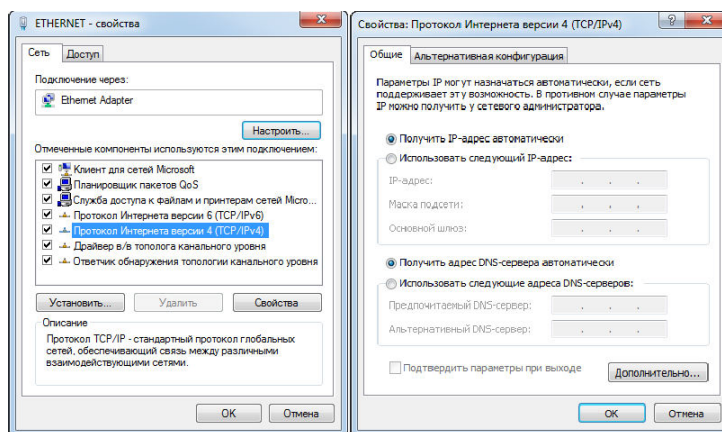 ETHERNET - свойства
Сеть
Доступ
Подключение через:
Ethernet Adapter
Настроить...
Отмеченные компоненты используются этим подключением:
Клиент для сетей Microsoft
Планировщик пакетов QoS
Служба доступа к файлам и принтерам сетей Micro...
Протокол Интернета версии 6 (TCP/IPv6)
Протокол Интернета версии 4 (TCP/IPv4)
Драйвер в/в тополога канального уровня
Ответчик обнаружения топологии канального уровня
Установить...
Удалить
Свойства
Описание
Протокол TCP/IP - стандартный протокол глобальных
сетей, обеспечивающий связь между различными
взаимодействующими сетями.
OK
Отмена
Свойства: Протокол Интернета версии 4 (TCP/IPv4)
Общие
Альтернативная конфигурация
Параметры IP могут назначаться автоматически, если сеть
поддерживает эту возможность. В противном случае параметры
IP можно получить у сетевого администратора.
Получить IP-адрес автоматически
Использовать следующий IP-адрес:
IP-адрес:
Маска подсети:
Основной шлюз:
Получить адрес DNS-сервера автоматически
Использовать следующие адреса DNS-серверов:
Предпочитаемый DNS-сервер:
Альтернативный DNS-сервер:
Подтвердить параметры при выходе
Дополнительно...
OK
Отмена